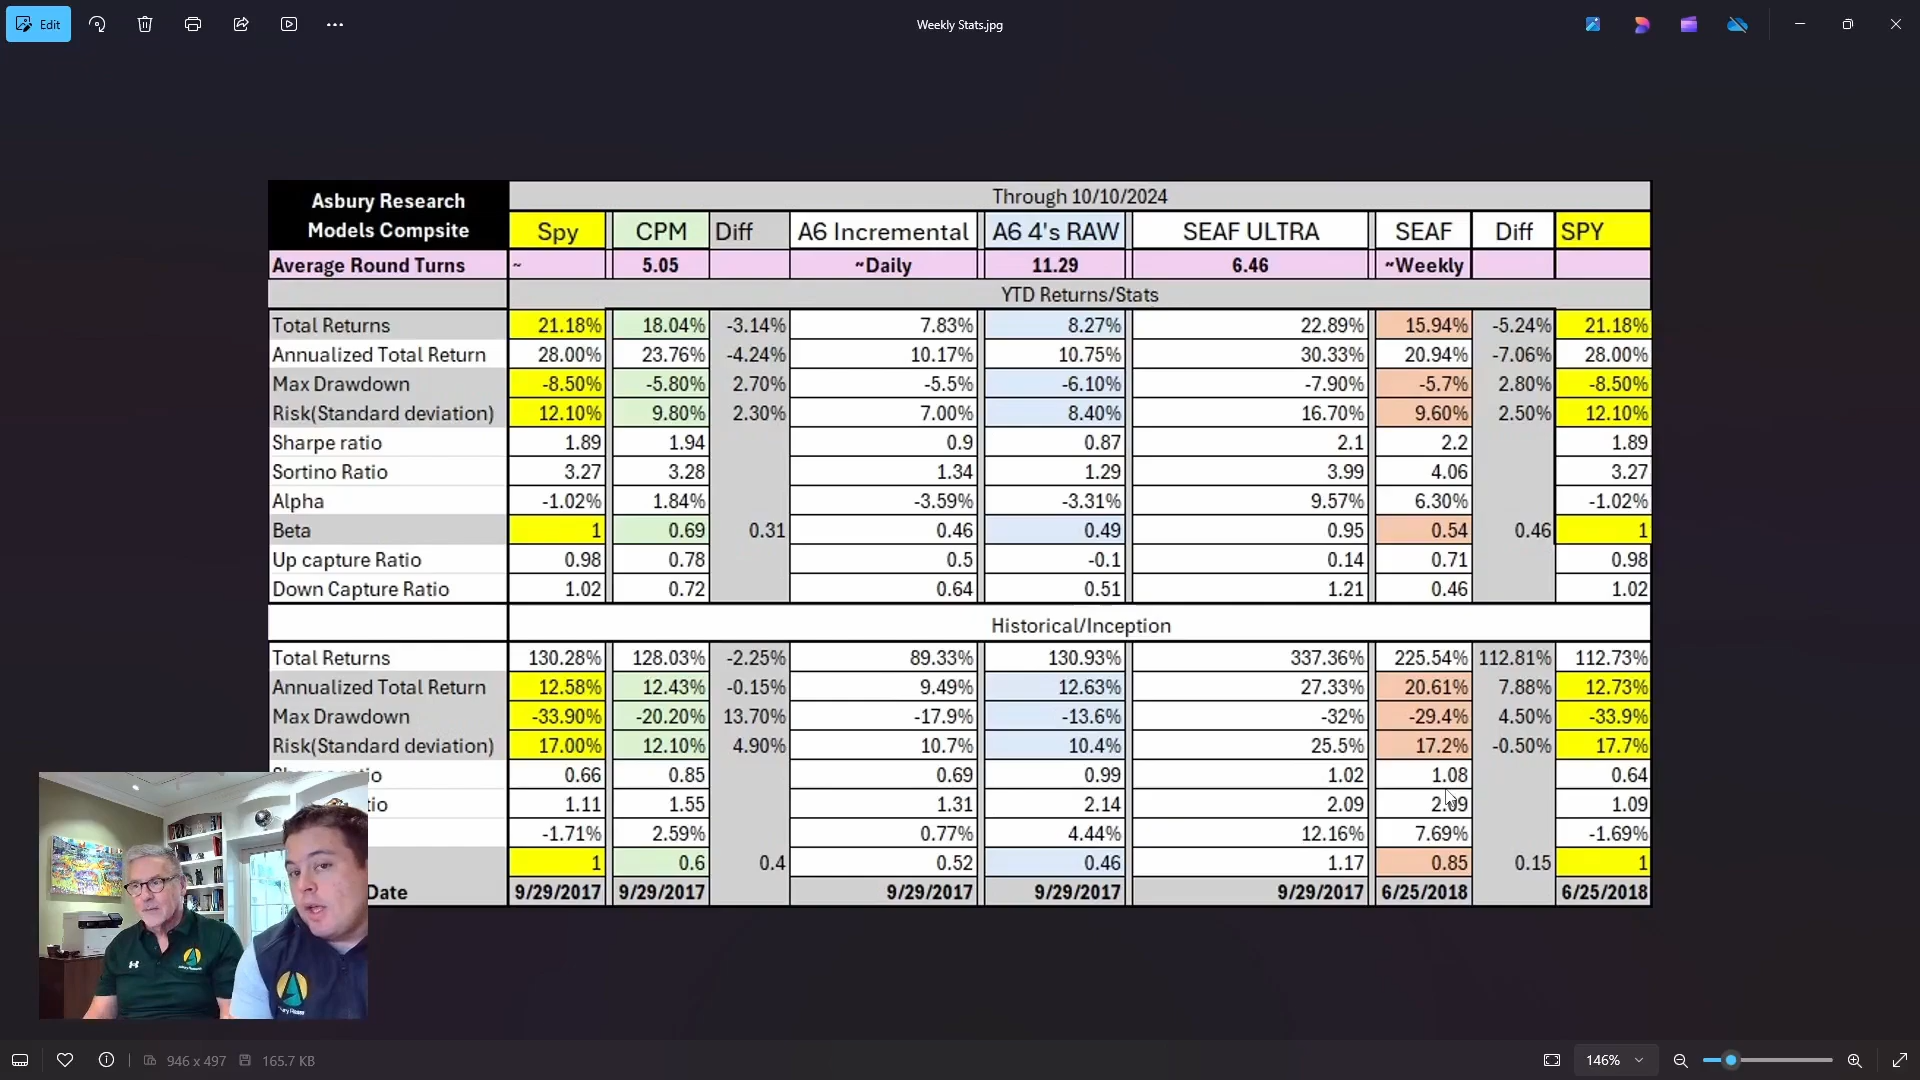 Edit
Weekly Stats.jpg
Asbury Research
Models Compsite
Through 10/10/2024
Spy CPM Diff A6 Incremental A6 4's RAW SEAF ULTRA SEAF Diff SPY
Average Round Turns ~ 5.05 ~Daily 11.29 6.46 ~Weekly
YTD Returns/Stats
Total Returns 21.18% 18.04% -3.14% 7.83% 8.27% 22.89% 15.94% -5.24% 21.18%
Annualized Total Return 28.00% 23.76% -4.24% 10.17% 10.75% 30.33% 20.94% -7.06% 28.00%
Max Drawdown -8.50% -5.80% 2.70% -5.5% -6.10% -7.90% -5.7% 2.80% -8.50%
Risk(Standard deviation) 12.10% 9.80% 2.30% 7.00% 8.40% 16.70% 9.60% 2.50% 12.10%
Sharpe ratio 1.89 1.94 0.9 0.87 2.1 2.2 1.89
Sortino Ratio 3.27 3.28 1.34 1.29 3.99 4.06 3.27
Alpha -1.02% 1.84% -3.59% -3.31% 9.57% 6.30% -1.02%
Beta 1 0.69 0.31 0.46 0.49 0.95 0.54 0.46 1
Up capture Ratio 0.98 0.78 0.5 -0.1 0.14 0.71 0.98
Down Capture Ratio 1.02 0.72 0.64 0.51 1.21 0.46 1.02
Historical/Inception
Total Returns 130.28% 128.03% -2.25% 89.33% 130.93% 337.36% 225.54% 112.81% 112.73%
Annualized Total Return 12.58% 12.43% -0.15% 9.49% 12.63% 27.33% 20.61% 7.88% 12.73%
Max Drawdown -33.90% -20.20% 13.70% -17.9% -13.6% -32% -29.4% 4.50% -33.9%
Risk(Standard deviation) 17.00% 12.10% 4.90% 10.7% 10.4% 25.5% 17.2% -0.50% 17.7%
0.66 0.85 0.69 0.99 1.02 1.08 0.64
1.11 1.55 1.31 2.14 2.09 2.09 1.09
-1.71% 2.59% 0.77% 4.44% 12.16% 7.69% -1.69%
1 0.6 0.4 0.52 0.46 1.17 0.85 0.15 1
Date 9/29/2017 9/29/2017 9/29/2017 9/29/2017 9/29/2017 6/25/2018 6/25/2018
946 x 497 165.7 KB 146%